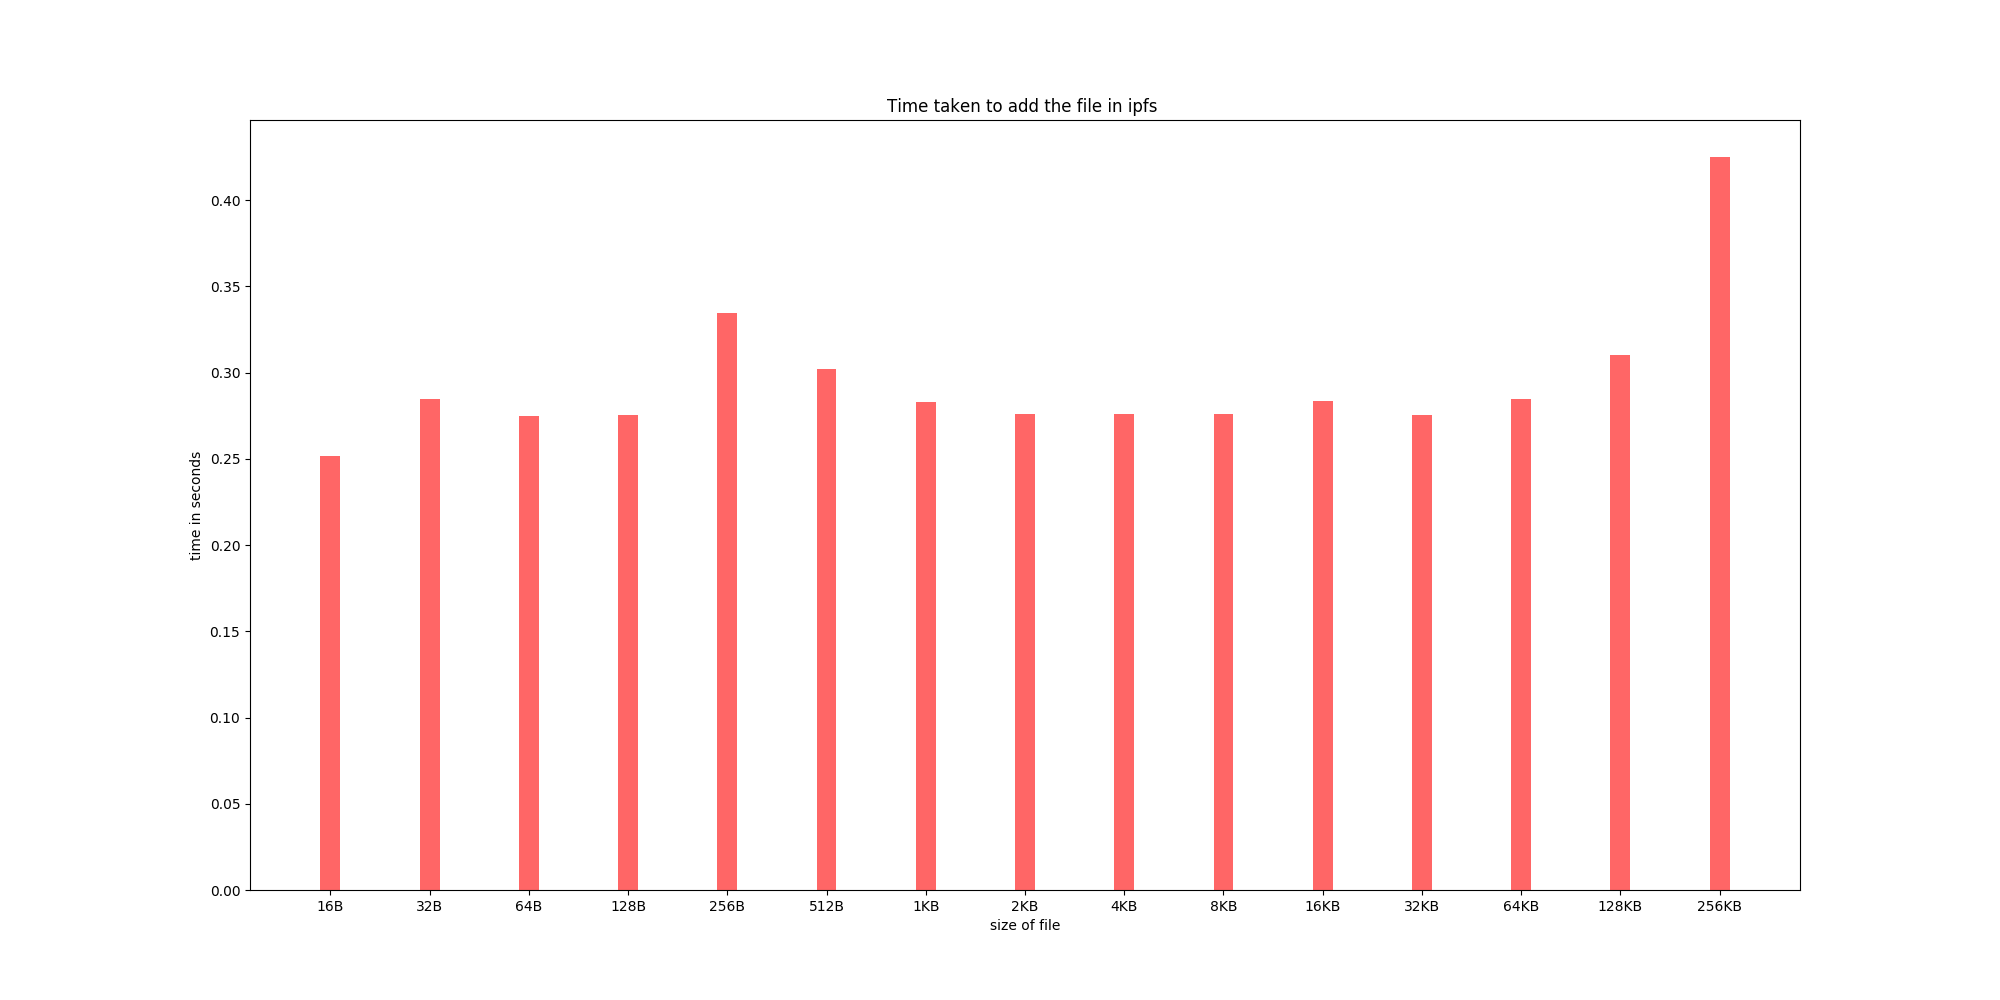 Time taken to add the file in ipfs
0.40
0.35
0.30
0.25
0.20
0.15
0.10
0.05
0.00
time in seconds
16B 32B 64B 128B 256B 512B 1KB 2KB 4KB 8KB 16KB 32KB 64KB 128KB 256KB
size of file